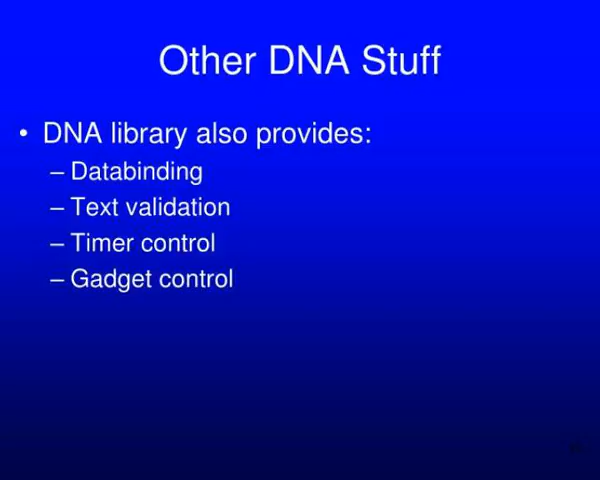 Other DNA Stuff
• DNA library also provides:
– Databinding
– Text validation
– Timer control
– Gadget control